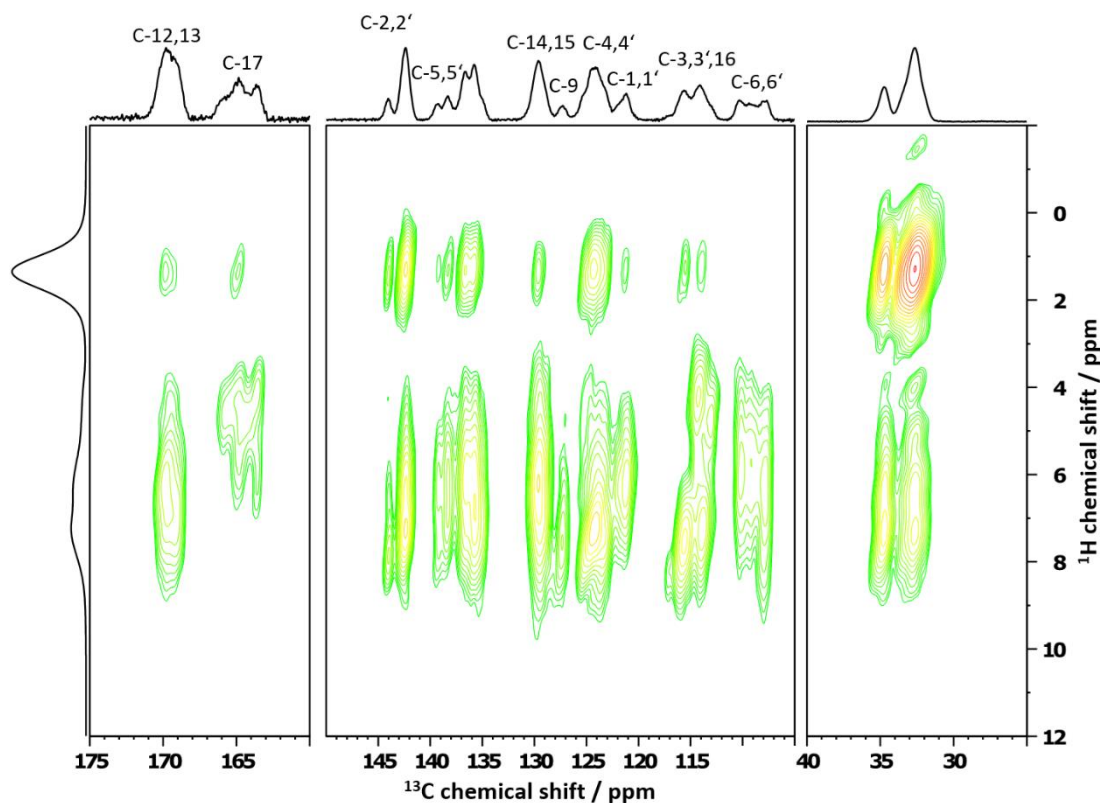 C-12,13
C-17
C-2,2‘
C-5,5‘
C-14,15
C-9
C-4,4‘
C-1,1‘
C-3,3‘,16
C-6,6‘
0
2
4
6
8
10
12
¹H chemical shift / ppm
175 170 165
145 140 135 130 125 120 115
40 35 30
¹³C chemical shift / ppm